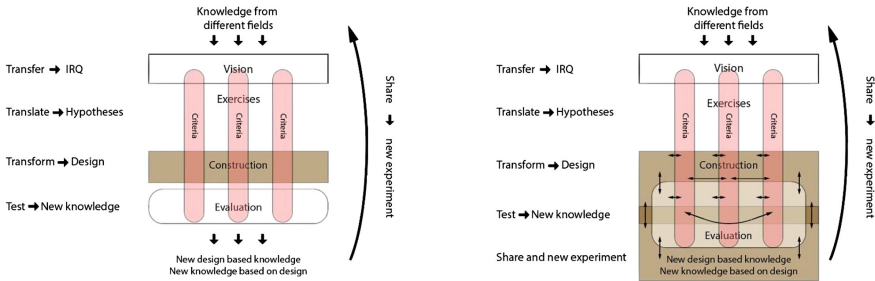 Knowledge from
different fields
Transfer → IRQ
Vision
Exercises
Translate → Hypotheses
Criteria
Criteria
Criteria
Transform → Design
Construction
Test → New knowledge
Evaluation
New design based knowledge
New knowledge based on design
Share → new experiment
Knowledge from
different fields
Transfer → IRQ
Vision
Exercises
Translate → Hypotheses
Criteria
Criteria
Criteria
Transform → Design
Construction
Test → New knowledge
Evaluation
Share and new experiment
New design based knowledge
New knowledge based on design
Share → new experiment